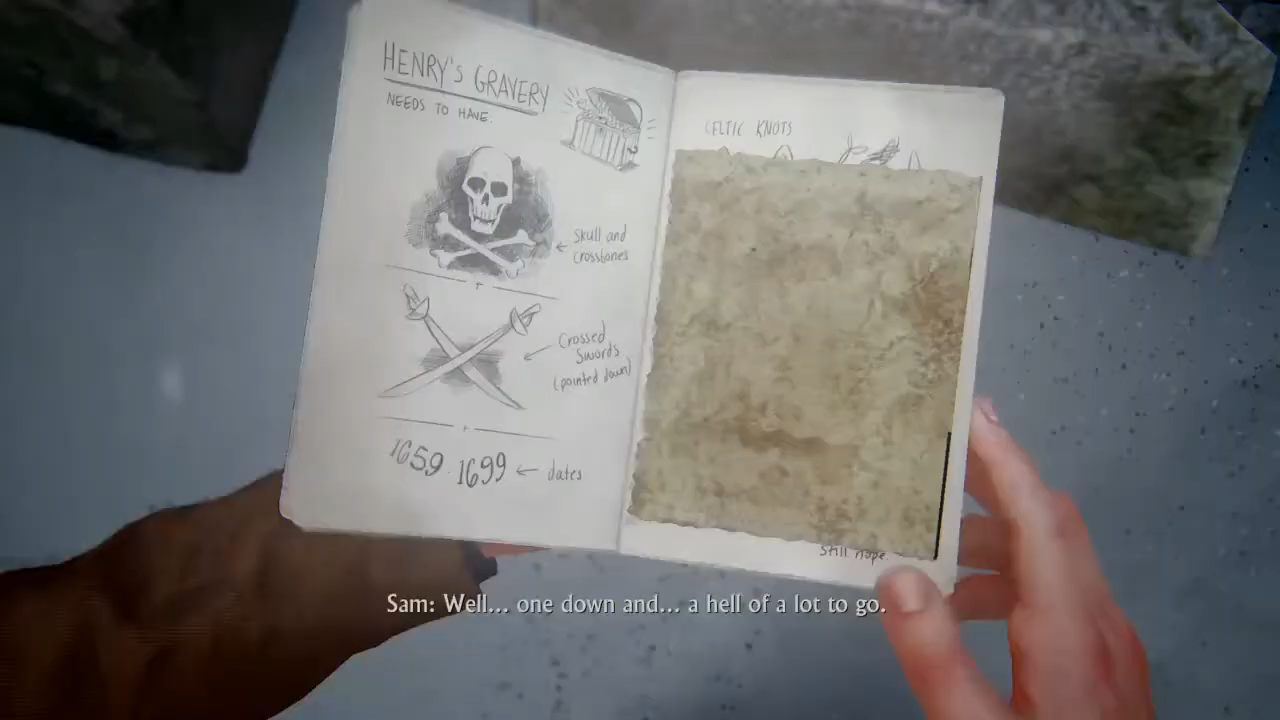 HENRY'S GRAVERY
NEEDS TO HAVE:
Skull and
crossbones
Crossed
Swords
(pointed down)
1659 - 1699 ← dates
CELTIC KNOTS
Still nope.
Sam: Well... one down and... a hell of a lot to go.